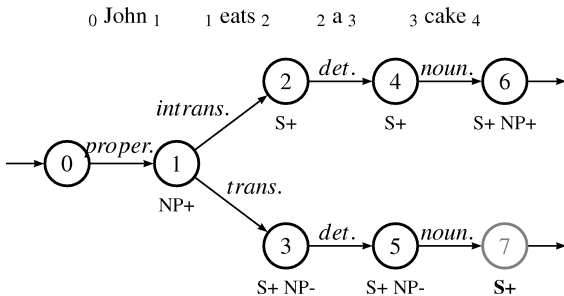 0 John 1 1 eats 2 2 a 3 3 cake 4
2 det. 4 noun. 6
intrans. S+ S+ S+ NP+
0 proper. 1
NP+ trans.
3 det. 5 noun. 7
S+ NP- S+ NP- S+